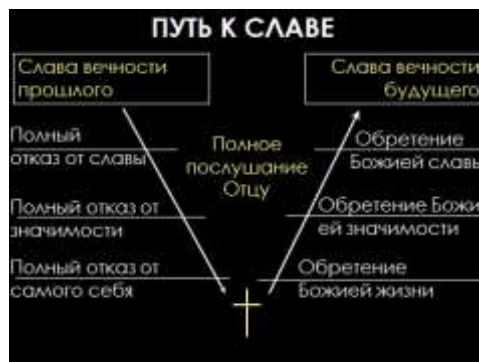 ПУТЬ К СЛАВЕ
Слава вечности
прошлого
Слава вечности
будущего
Полный
отказ от славы
Полное
послушание
Отцу
Обретение
Божией славы
Полный отказ от
значимости
Обретение Божи
ей значимости
Полный отказ от
самого себя
Обретение
Божией жизни